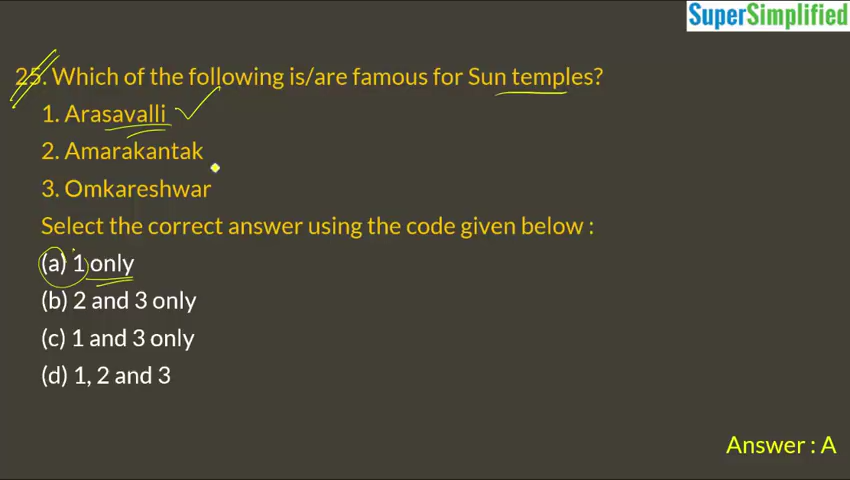 SuperSimplified
25. Which of the following is/are famous for Sun temples?
1. Arasavalli
2. Amarakantak
3. Omkareshwar
Select the correct answer using the code given below :
(a) 1 only
(b) 2 and 3 only
(c) 1 and 3 only
(d) 1, 2 and 3
Answer : A